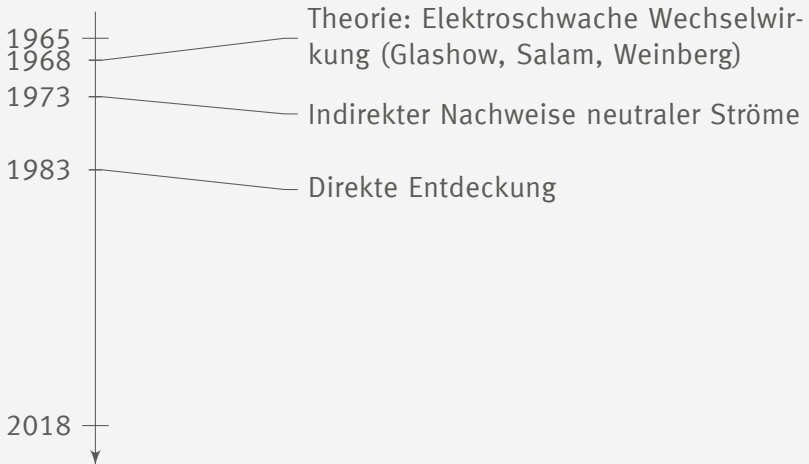 Theorie: Elektroschwache Wechselwir-
1965
kung (Glashow, Salam, Weinberg)
1968
1973
Indirekter Nachweise neutraler Ströme
1983
Direkte Entdeckung
2018